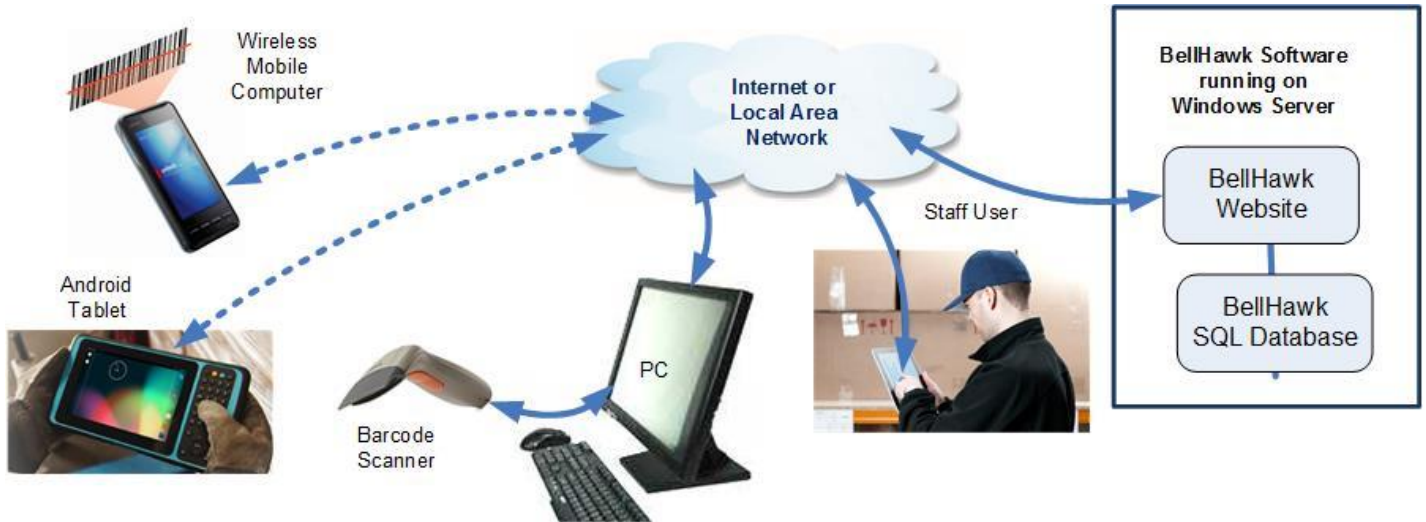 Wireless
Mobile
Computer
Internet or
Local Area
Network
BellHawk Software
running on
Windows Server
BellHawk
Website
Staff User
BellHawk
SQL Database
Android
Tablet
PC
Barcode
Scanner